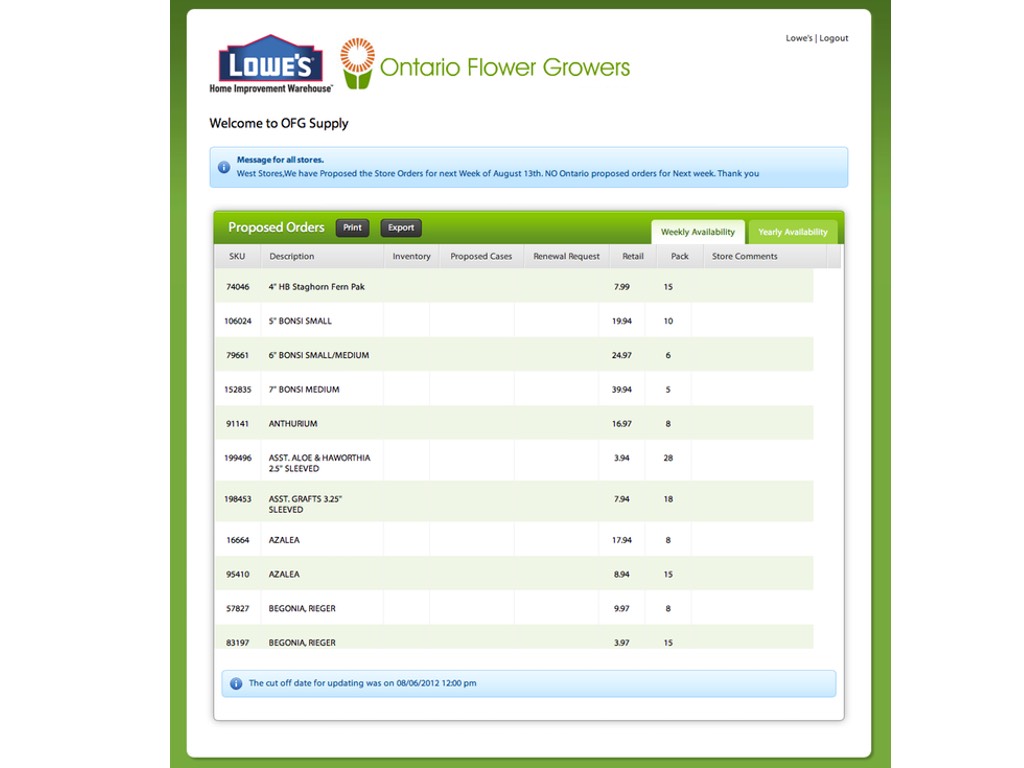 Lowe's | Logout
LOWE'S
Home Improvement Warehouse™
Ontario Flower Growers
Welcome to OFG Supply
Message for all stores.
West Stores,We have Proposed the Store Orders for next Week of August 13th. NO Ontario proposed orders for Next week. Thank you
Proposed Orders Print Export Weekly Availability Yearly Availability
SKU Description Inventory Proposed Cases Renewal Request Retail Pack Store Comments
74046 4" HB Staghorn Fern Pak 7.99 15
106024 5" BONSI SMALL 19.94 10
79661 6" BONSI SMALL/MEDIUM 24.97 6
152835 7" BONSI MEDIUM 39.94 5
91141 ANTHURIUM 16.97 8
199496 ASST. ALOE & HAWORTHIA 3.94 28
2.5" SLEEVED
198453 ASST. GRAFTS 3.25" 7.94 18
SLEEVED
16664 AZALEA 17.94 8
95410 AZALEA 8.94 15
57827 BEGONIA, RIEGER 9.97 8
83197 BEGONIA, RIEGER 3.97 15
The cut off date for updating was on 08/06/2012 12:00 pm